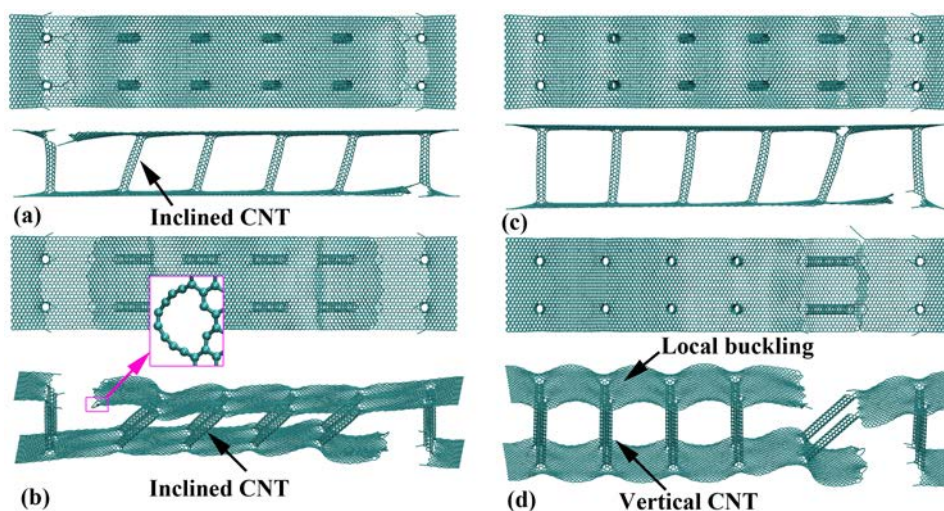 (a)
Inclined CNT
(c)
(b)
Inclined CNT
Local buckling
Vertical CNT
(d)